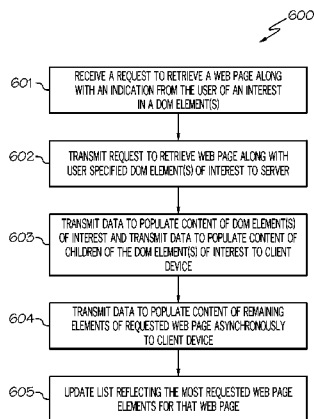 600
601
RECEIVE A REQUEST TO RETRIEVE A WEB PAGE ALONG
WITH AN INDICATION FROM THE USER OF AN INTEREST
IN A DOM ELEMENT(S)
602
TRANSMIT REQUEST TO RETRIEVE WEB PAGE ALONG WITH
USER SPECIFIED DOM ELEMENT(S) OF INTEREST TO SERVER
603
TRANSMIT DATA TO POPULATE CONTENT OF DOM ELEMENT(S)
OF INTEREST AND TRANSMIT DATA TO POPULATE CONTENT OF
CHILDREN OF THE DOM ELEMENT(S) OF INTEREST TO CLIENT
DEVICE
604
TRANSMIT DATA TO POPULATE CONTENT OF REMAINING
ELEMENTS OF REQUESTED WEB PAGE ASYNCHRONOUSLY
TO CLIENT DEVICE
605
UPDATE LIST REFLECTING THE MOST REQUESTED WEB PAGE
ELEMENTS FOR THAT WEB PAGE